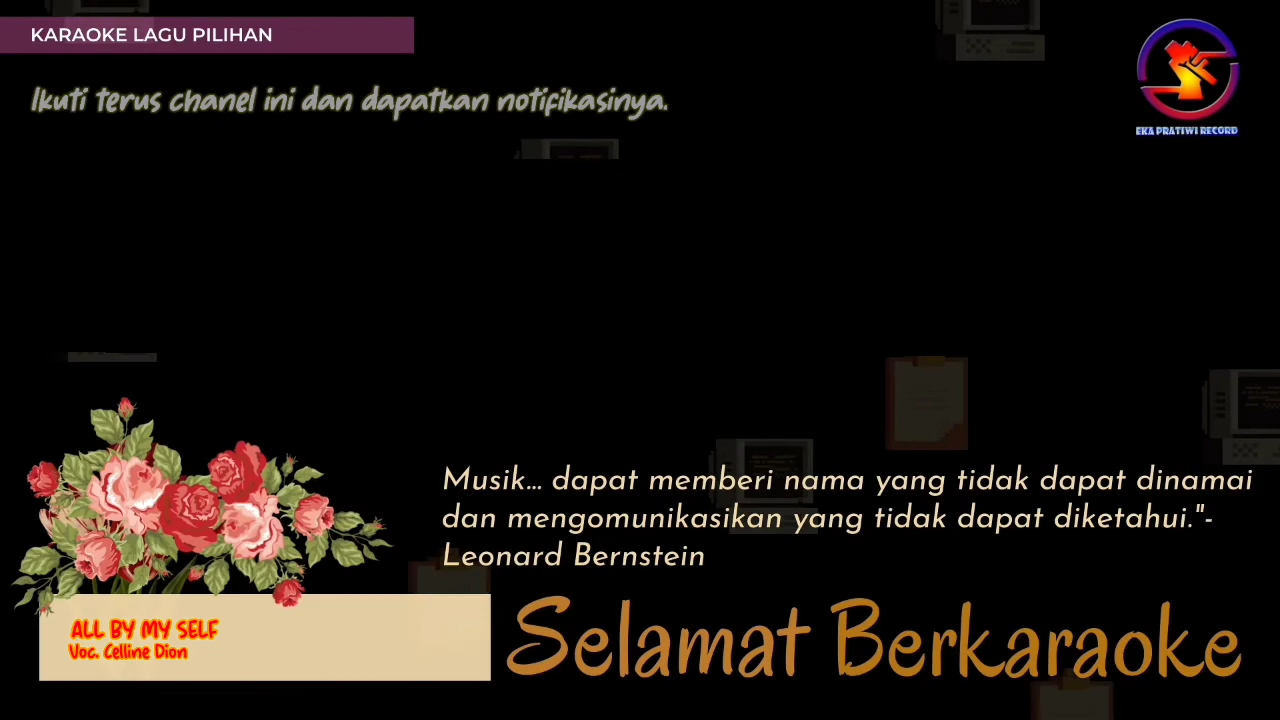 KARAOKE LAGU PILIHAN
Ikuti terus chanel ini dan dapatkan notifikasinya.
EKA PRATIWI RECORD
Musik... dapat memberi nama yang tidak dapat dinamai
dan mengomunikasikan yang tidak dapat diketahui."-
Leonard Bernstein
ALL BY MY SELF
Voc. Celline Dion
Selamat Berkaraoke